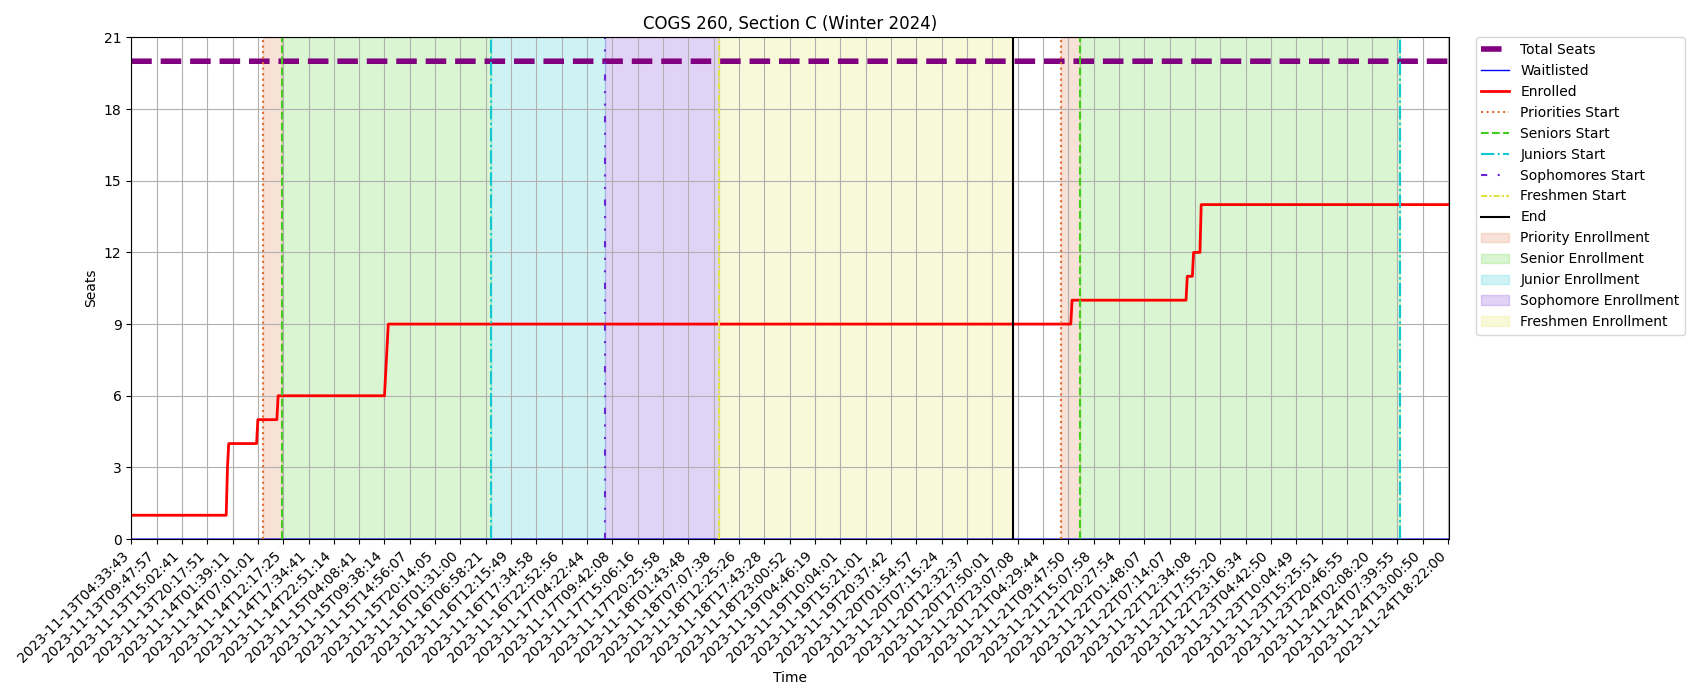 COGS 260, Section C (Winter 2024)
21
18
15
12
9
6
3
0
Seats
2023-11-13T04:33:43
2023-11-13T09:47:57
2023-11-13T15:02:41
2023-11-13T20:17:51
2023-11-14T01:39:11
2023-11-14T07:01:01
2023-11-14T12:17:25
2023-11-14T17:34:41
2023-11-14T22:51:14
2023-11-15T04:08:41
2023-11-15T09:38:14
2023-11-15T14:56:07
2023-11-15T20:14:05
2023-11-16T01:31:00
2023-11-16T06:58:21
2023-11-16T12:15:49
2023-11-16T17:34:58
2023-11-16T22:52:56
2023-11-17T04:22:44
2023-11-17T09:42:08
2023-11-17T15:06:16
2023-11-17T20:25:58
2023-11-18T01:43:48
2023-11-18T07:07:38
2023-11-18T12:25:26
2023-11-18T17:43:28
2023-11-18T23:00:52
2023-11-19T04:46:19
2023-11-19T10:04:01
2023-11-19T15:21:01
2023-11-19T20:37:42
2023-11-20T01:54:57
2023-11-20T07:15:24
2023-11-20T12:32:37
2023-11-20T17:50:01
2023-11-20T23:07:08
2023-11-21T04:29:44
2023-11-21T09:47:50
2023-11-21T15:07:58
2023-11-21T20:27:54
2023-11-22T01:48:07
2023-11-22T07:14:07
2023-11-22T12:34:08
2023-11-22T17:55:20
2023-11-22T23:16:34
2023-11-23T04:42:50
2023-11-23T10:04:49
2023-11-23T15:25:51
2023-11-23T20:46:55
2023-11-24T02:08:20
2023-11-24T07:39:55
2023-11-24T13:00:50
2023-11-24T18:22:00
Time
Total Seats
Waitlisted
Enrolled
Priorities Start
Seniors Start
Juniors Start
Sophomores Start
Freshmen Start
End
Priority Enrollment
Senior Enrollment
Junior Enrollment
Sophomore Enrollment
Freshmen Enrollment